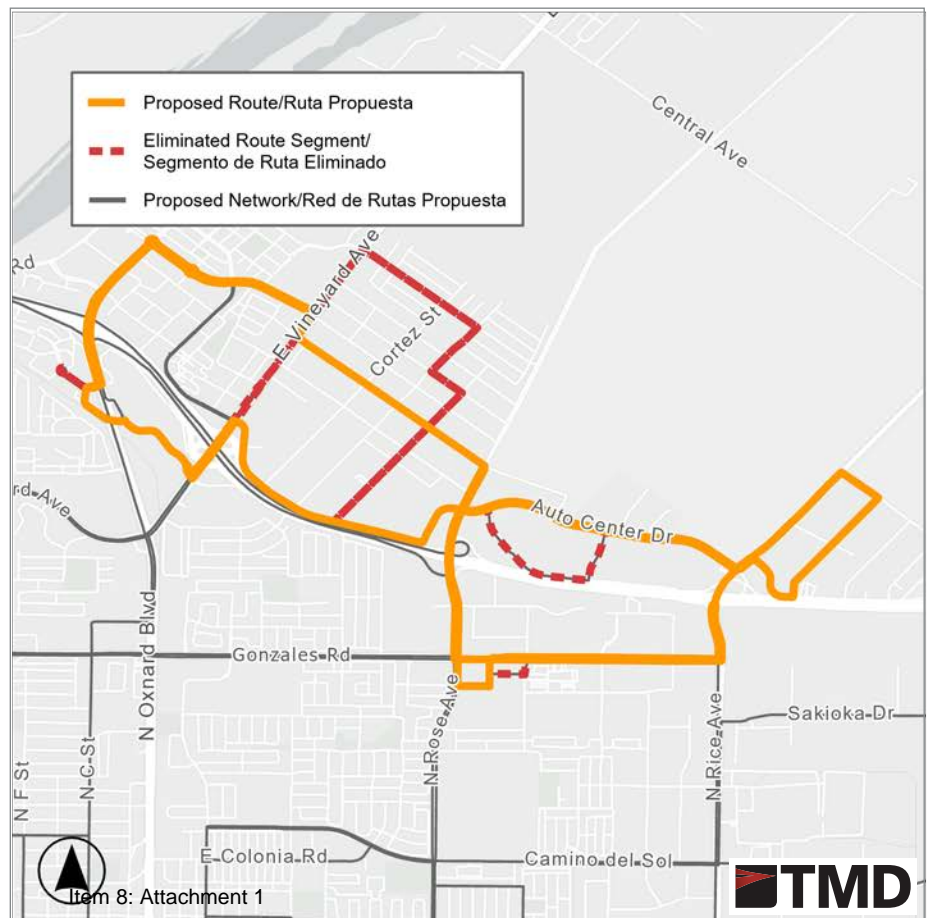 Proposed Route/Ruta Propuesta
Eliminated Route Segment/
Segmento de Ruta Eliminado
Proposed Network/Red de Rutas Propuesta
Central Ave
Rd
E Vineyard Ave
Cortez St
rd Ave
Auto Center Dr
N Oxnard Blvd
Gonzales Rd
N Rose Ave
N Rice Ave
Sakioka Dr
N F St
N C St
E Colonia Rd
Camino del Sol
Item 8: Attachment 1
TMD